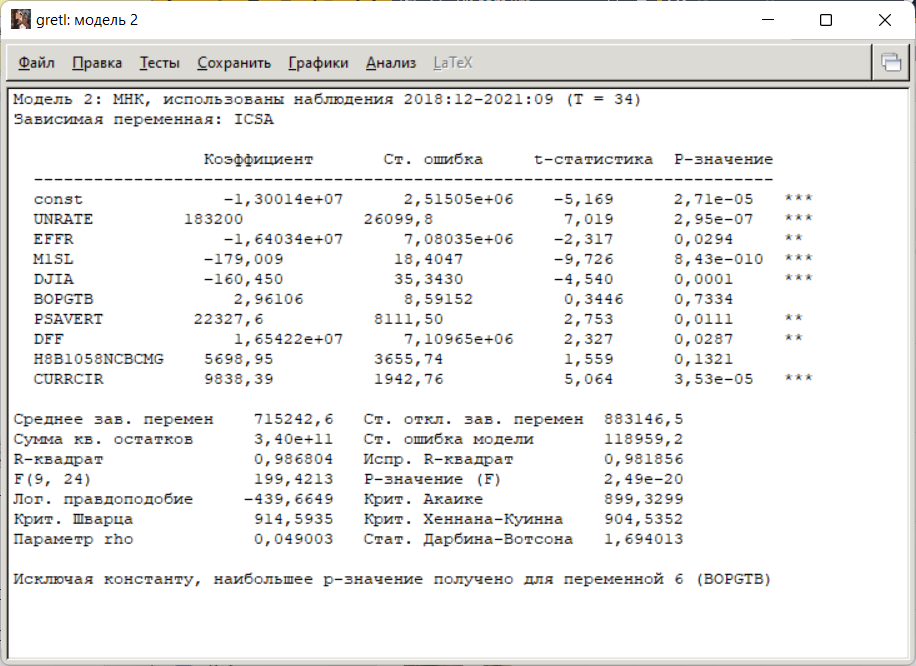 gretl: модель 2
Файл Правка Тесты Сохранить Графики Анализ LaTeX
Модель 2: МНК, использованы наблюдения 2018:12-2021:09 (T = 34)
Зависимая переменная: ICSA
Коэффициент Ст. ошибка t-статистика P-значение
---------------------------------------------------------------------------
const -1,30014e+07 2,51505e+06 -5,169 2,71e-05 ***
UNRATE 183200 26099,8 7,019 2,95e-07 ***
EFFR -1,64034e+07 7,08035e+06 -2,317 0,0294 **
M1SL -179,009 18,4047 -9,726 8,43e-010 ***
DJIA -160,450 35,3430 -4,540 0,0001 ***
BOPGTB 2,96106 8,59152 0,3446 0,7334
PSAVERT 22327,6 8111,50 2,753 0,0111 **
DFF 1,65422e+07 7,10965e+06 2,327 0,0287 **
H8B1058NCBCMG 5698,95 3655,74 1,559 0,1321
CURRCIR 9838,39 1942,76 5,064 3,53e-05 ***
Среднее зав. перемен 715242,6 Ст. откл. зав. перемен 883146,5
Сумма кв. остатков 3,40e+11 Ст. ошибка модели 118959,2
R-квадрат 0,986804 Испр. R-квадрат 0,981856
F(9, 24) 199,4213 Р-значение (F) 2,49e-20
Лог. правдоподобие -439,6649 Крит. Акаике 899,3299
Крит. Шварца 914,5935 Крит. Хеннана-Куинна 904,5352
Параметр rho 0,049003 Стат. Дарбина-Вотсона 1,694013
Исключая константу, наибольшее р-значение получено для переменной 6 (BOPGTB)